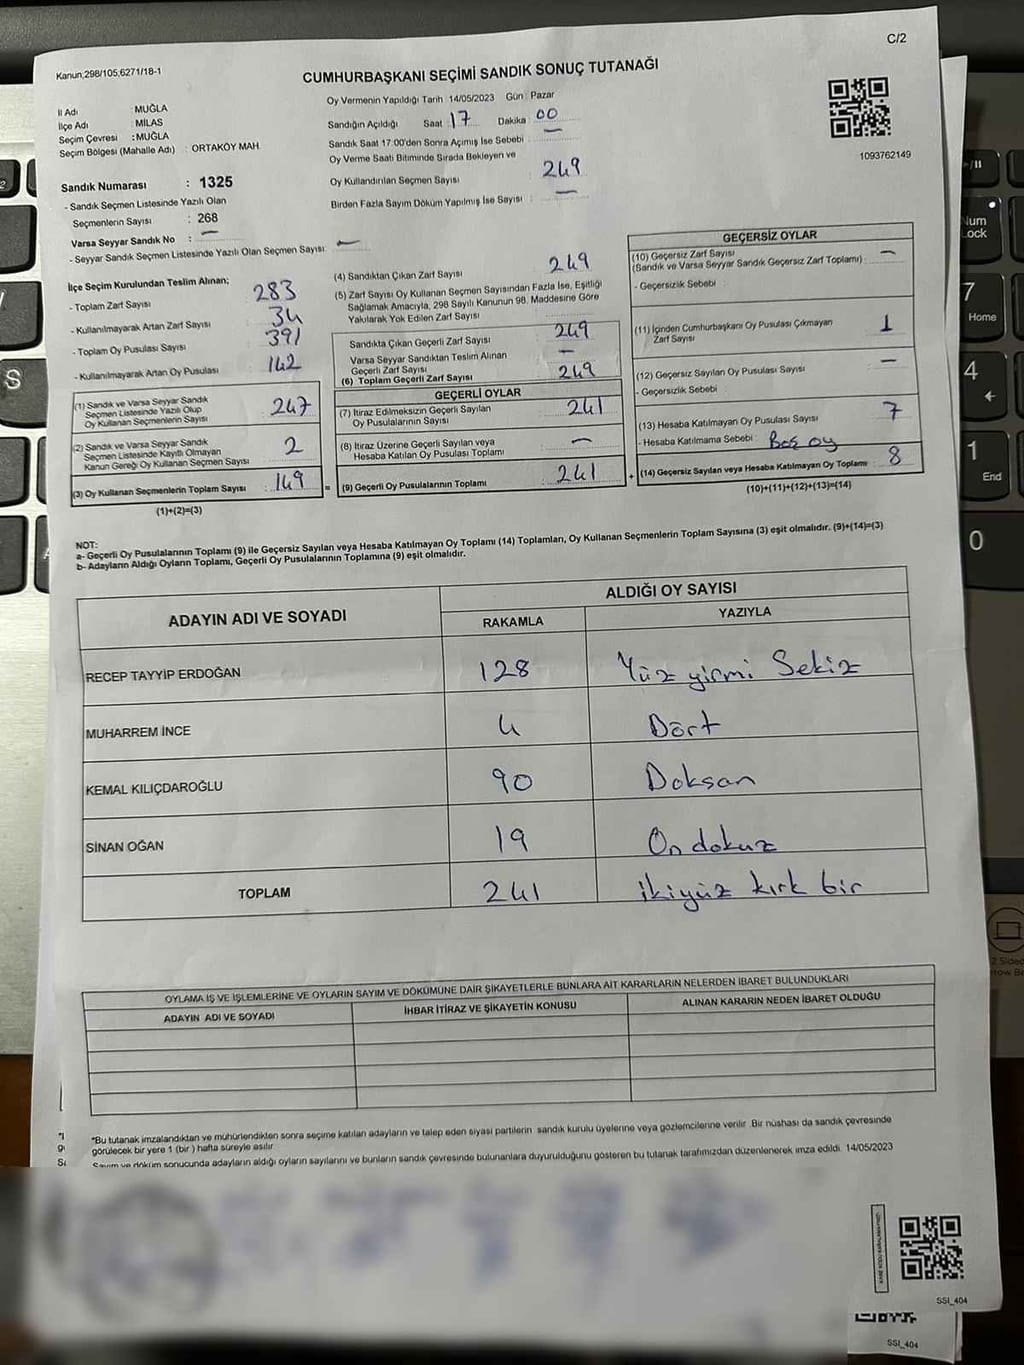 C/2
Kanun;298/105,6271/18-1
CUMHURBAŞKANI SEÇİMİ SANDIK SONUÇ TUTANAĞI
İl Adı : MUĞLA
İlçe Adı : MİLAS
Seçim Çevresi : MUĞLA
Seçim Bölgesi (Mahalle Adı) : ORTAKÖY MAH
Sandık Numarası : 1325
- Sandık Seçmen Listesinde Yazılı Olan
Seçmenlerin Sayısı : 268
Varsa Seyyar Sandık No : —
- Seyyar Sandık Seçmen Listesinde Yazılı Olan Seçmen Sayısı: —
Oy Vermenin Yapıldığı Tarih 14/05/2023 Gün : Pazar
Sandığın Açıldığı Saat 17 Dakika 00
Sandık Saat 17:00'den Sonra Açımış İse Sebebi —
Oy Verme Saati Bitiminde Sırada Bekleyen ve
Oy Kullandırılan Seçmen Sayısı 249
Birden Fazla Sayım Döküm Yapılmış İse Sayısı : —
1093762149
İlçe Seçim Kurulundan Teslim Alınan;
- Toplam Zarf Sayısı 283
- Kullanılmayarak Artan Zarf Sayısı 34
- Toplam Oy Pusulası Sayısı 391
- Kullanılmayarak Artan Oy Pusulası 142
(1) Sandık ve Varsa Seyyar Sandık
Seçmen Listesinde Yazılı Olup
Oy Kullanan Seçmenlerin Sayısı 247
(2) Sandık ve Varsa Seyyar Sandık
Seçmen Listesinde Kayıtlı Olmayan
Kanun Gereği Oy Kullanan Seçmen Sayısı 2
(3) Oy Kullanan Seçmenlerin Toplam Sayısı 149
(1)+(2)=(3)
(4) Sandıktan Çıkan Zarf Sayısı 249
(5) Zarf Sayısı Oy Kullanan Seçmen Sayısından Fazla İse, Eşitliği
Sağlamak Amacıyla, 298 Sayılı Kanunun 98. Maddesine Göre
Yakılarak Yok Edilen Zarf Sayısı
Sandıkta Çıkan Geçerli Zarf Sayısı 249
Varsa Seyyar Sandıktan Teslim Alınan
Geçerli Zarf Sayısı —
(6) Toplam Geçerli Zarf Sayısı 249
GEÇERLİ OYLAR
(7) İtiraz Edilmeksizin Geçerli Sayılan
Oy Pusulalarının Sayısı 241
(8) İtiraz Üzerine Geçerli Sayılan veya
Hesaba Katılan Oy Pusulası Toplamı —
= (9) Geçerli Oy Pusulalarının Toplamı 241
GEÇERSİZ OYLAR
(10) Geçersiz Zarf Sayısı
(Sandık ve Varsa Seyyar Sandık Geçersiz Zarf Toplamı) —
- Geçersizlik Sebebi
(11) İçinden Cumhurbaşkanı Oy Pusulası Çıkmayan
Zarf Sayısı 1
(12) Geçersiz Sayılan Oy Pusulası Sayısı —
- Geçersizlik Sebebi
(13) Hesaba Katılmayan Oy Pusulası Sayısı 7
- Hesaba Katılmama Sebebi Boş oy
+ (14) Geçersiz Sayılan veya Hesaba Katılmayan Oy Toplamı 8
(10)+(11)+(12)+(13)=(14)
NOT:
a- Geçerli Oy Pusulalarının Toplamı (9) ile Geçersiz Sayılan veya Hesaba Katılmayan Oy Toplamı (14) Toplamları, Oy Kullanan Seçmenlerin Toplam Sayısına (3) eşit olmalıdır. (9)+(14)=(3)
b- Adayların Aldığı Oyların Toplamı, Geçerli Oy Pusulalarının Toplamına (9) eşit olmalıdır.
ADAYIN ADI VE SOYADI
ALDIĞI OY SAYISI
RAKAMLA YAZIYLA
RECEP TAYYİP ERDOĞAN 128 Yüz yirmi Sekiz
MUHARREM İNCE 4 Dört
KEMAL KILIÇDAROĞLU 90 Doksan
SİNAN OĞAN 19 On dokuz
TOPLAM 241 ikiyüz kırk bir
OYLAMA İŞ VE İŞLEMLERİNE VE OYLARIN SAYIM VE DÖKÜMÜNE DAİR ŞİKAYETLERLE BUNLARA AİT KARARLARIN NELERDEN İBARET BULUNDUKLARI
ADAYIN ADI VE SOYADI İHBAR İTİRAZ VE ŞİKAYETİN KONUSU ALINAN KARARIN NEDEN İBARET OLDUĞU
*Bu tutanak imzalandıktan ve mühürlendikten sonra seçime katılan adayların ve talep eden siyasi partilerin sandık kurulu üyelerine veya gözlemcilerine verilir. Bir nüshası da sandık çevresinde
görülecek bir yere 1 (bir) hafta süreyle asılır.
Sayım ve döküm sonucunda adayların aldığı oyların sayılarını ve bunların sandık çevresinde bulunanlara duyurulduğunu gösteren bu tutanak tarafımızdan düzenlenerek imza edildi. 14/05/2023
SSI_404
SSI_404
Num
Lock
7
Home
4
1
End
0
S